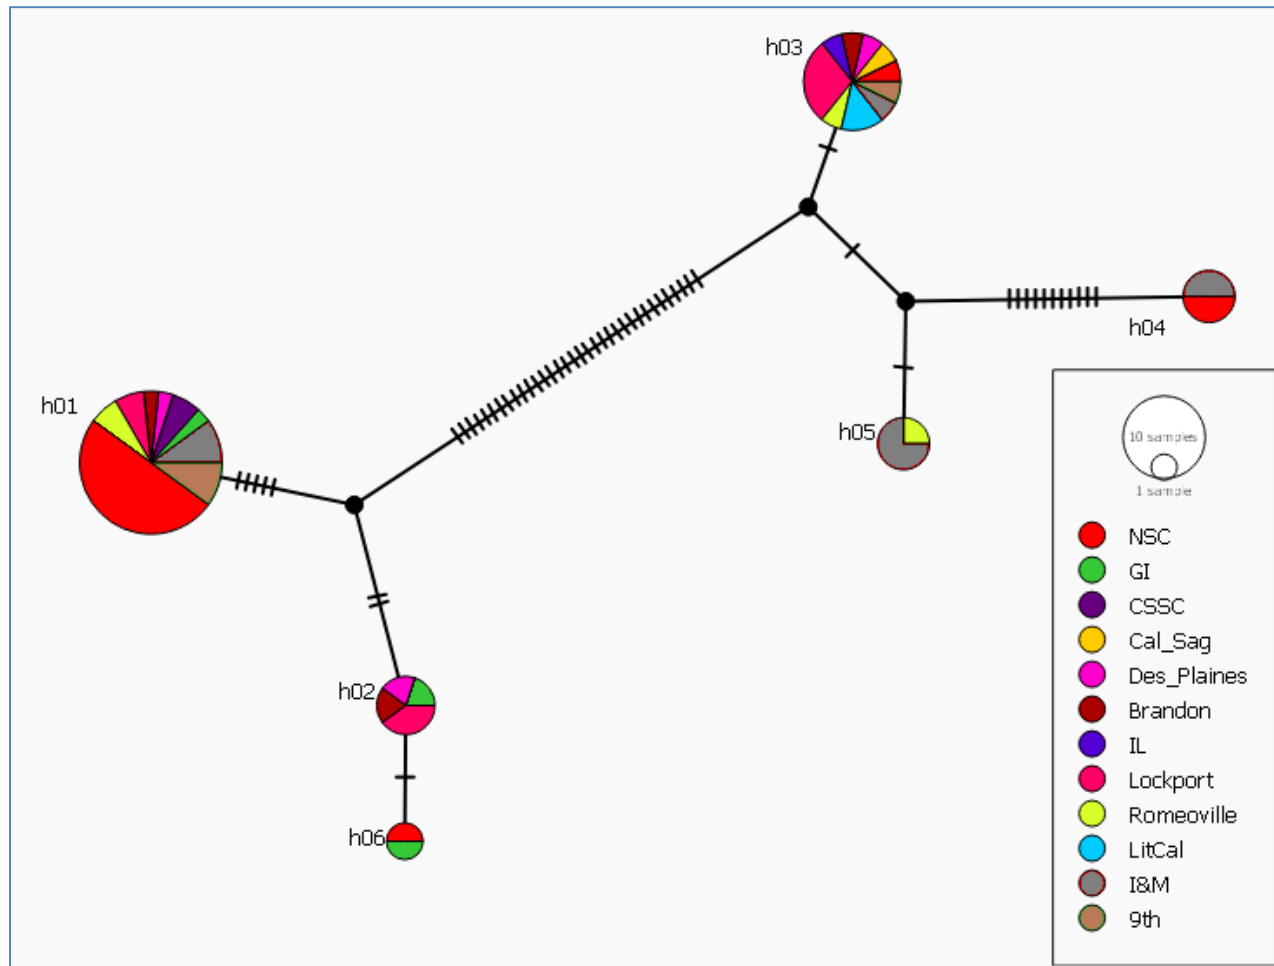 h03
h04
h01
h05
10 samples
1 sample
NSC
GI
CSSC
Cal_Sag
Des_Plaines
h02
Brandon
IL
Lockport
Romeoville
h06
LitCal
I&M
9th